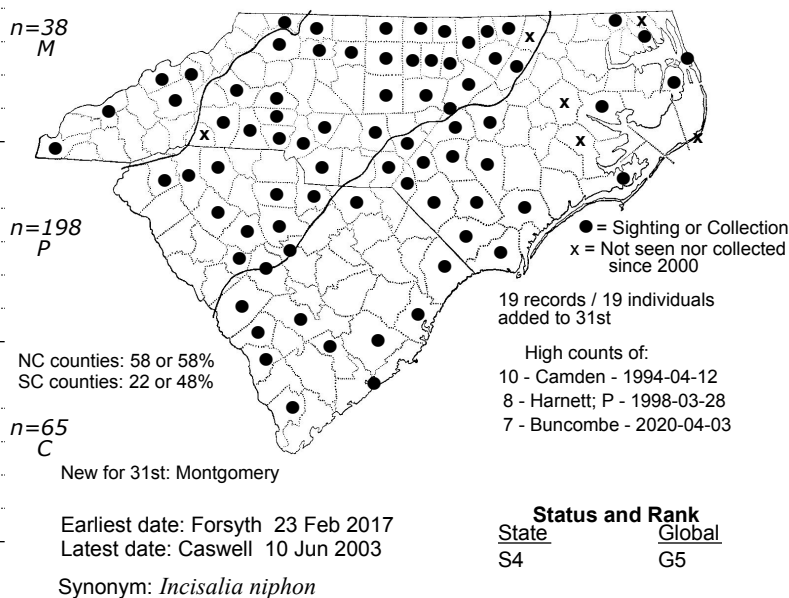 n=38
M
n=198
P
n=65
C
● = Sighting or Collection
x = Not seen nor collected
since 2000
19 records / 19 individuals
added to 31st
High counts of:
10 - Camden - 1994-04-12
8 - Harnett; P - 1998-03-28
7 - Buncombe - 2020-04-03
NC counties: 58 or 58%
SC counties: 22 or 48%
New for 31st: Montgomery
Earliest date: Forsyth 23 Feb 2017
Latest date: Caswell 10 Jun 2003
Synonym: Incisalia niphon
Status and Rank
State Global
S4 G5